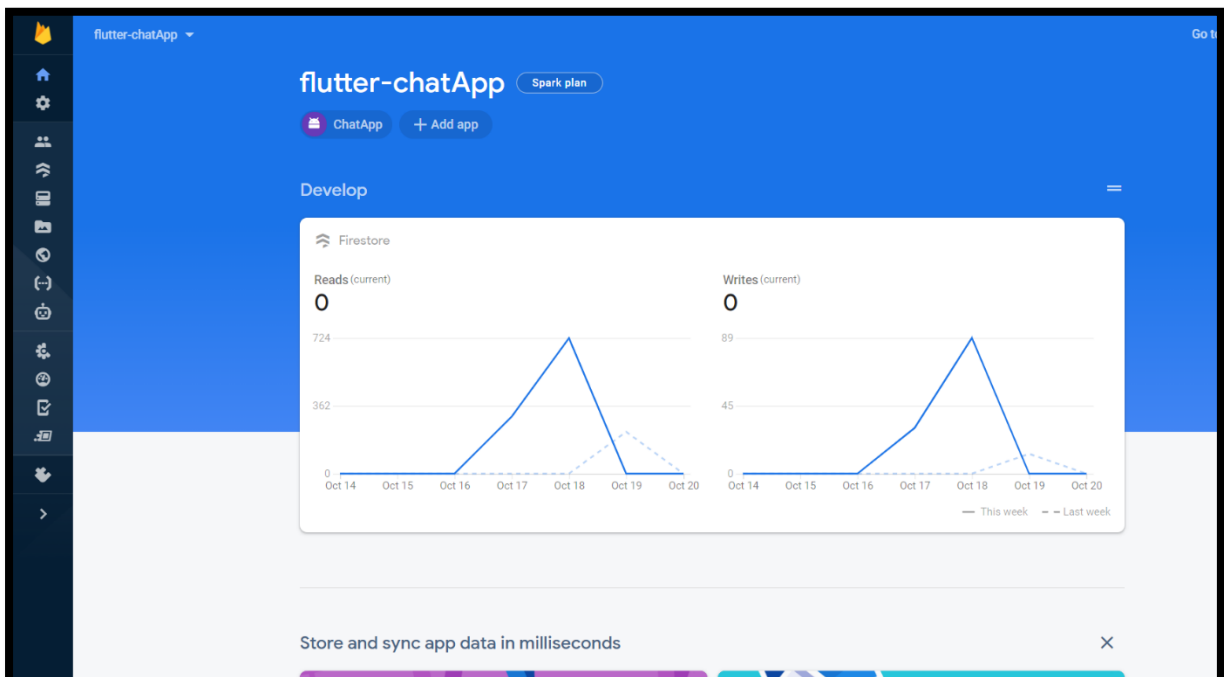 flutter-chatApp
Go to
flutter-chatApp Spark plan
ChatApp + Add app
Develop
Firestore
Reads (current)
0
724
362
0
Oct 14 Oct 15 Oct 16 Oct 17 Oct 18 Oct 19 Oct 20
Writes (current)
0
89
45
0
Oct 14 Oct 15 Oct 16 Oct 17 Oct 18 Oct 19 Oct 20
This week Last week
Store and sync app data in milliseconds